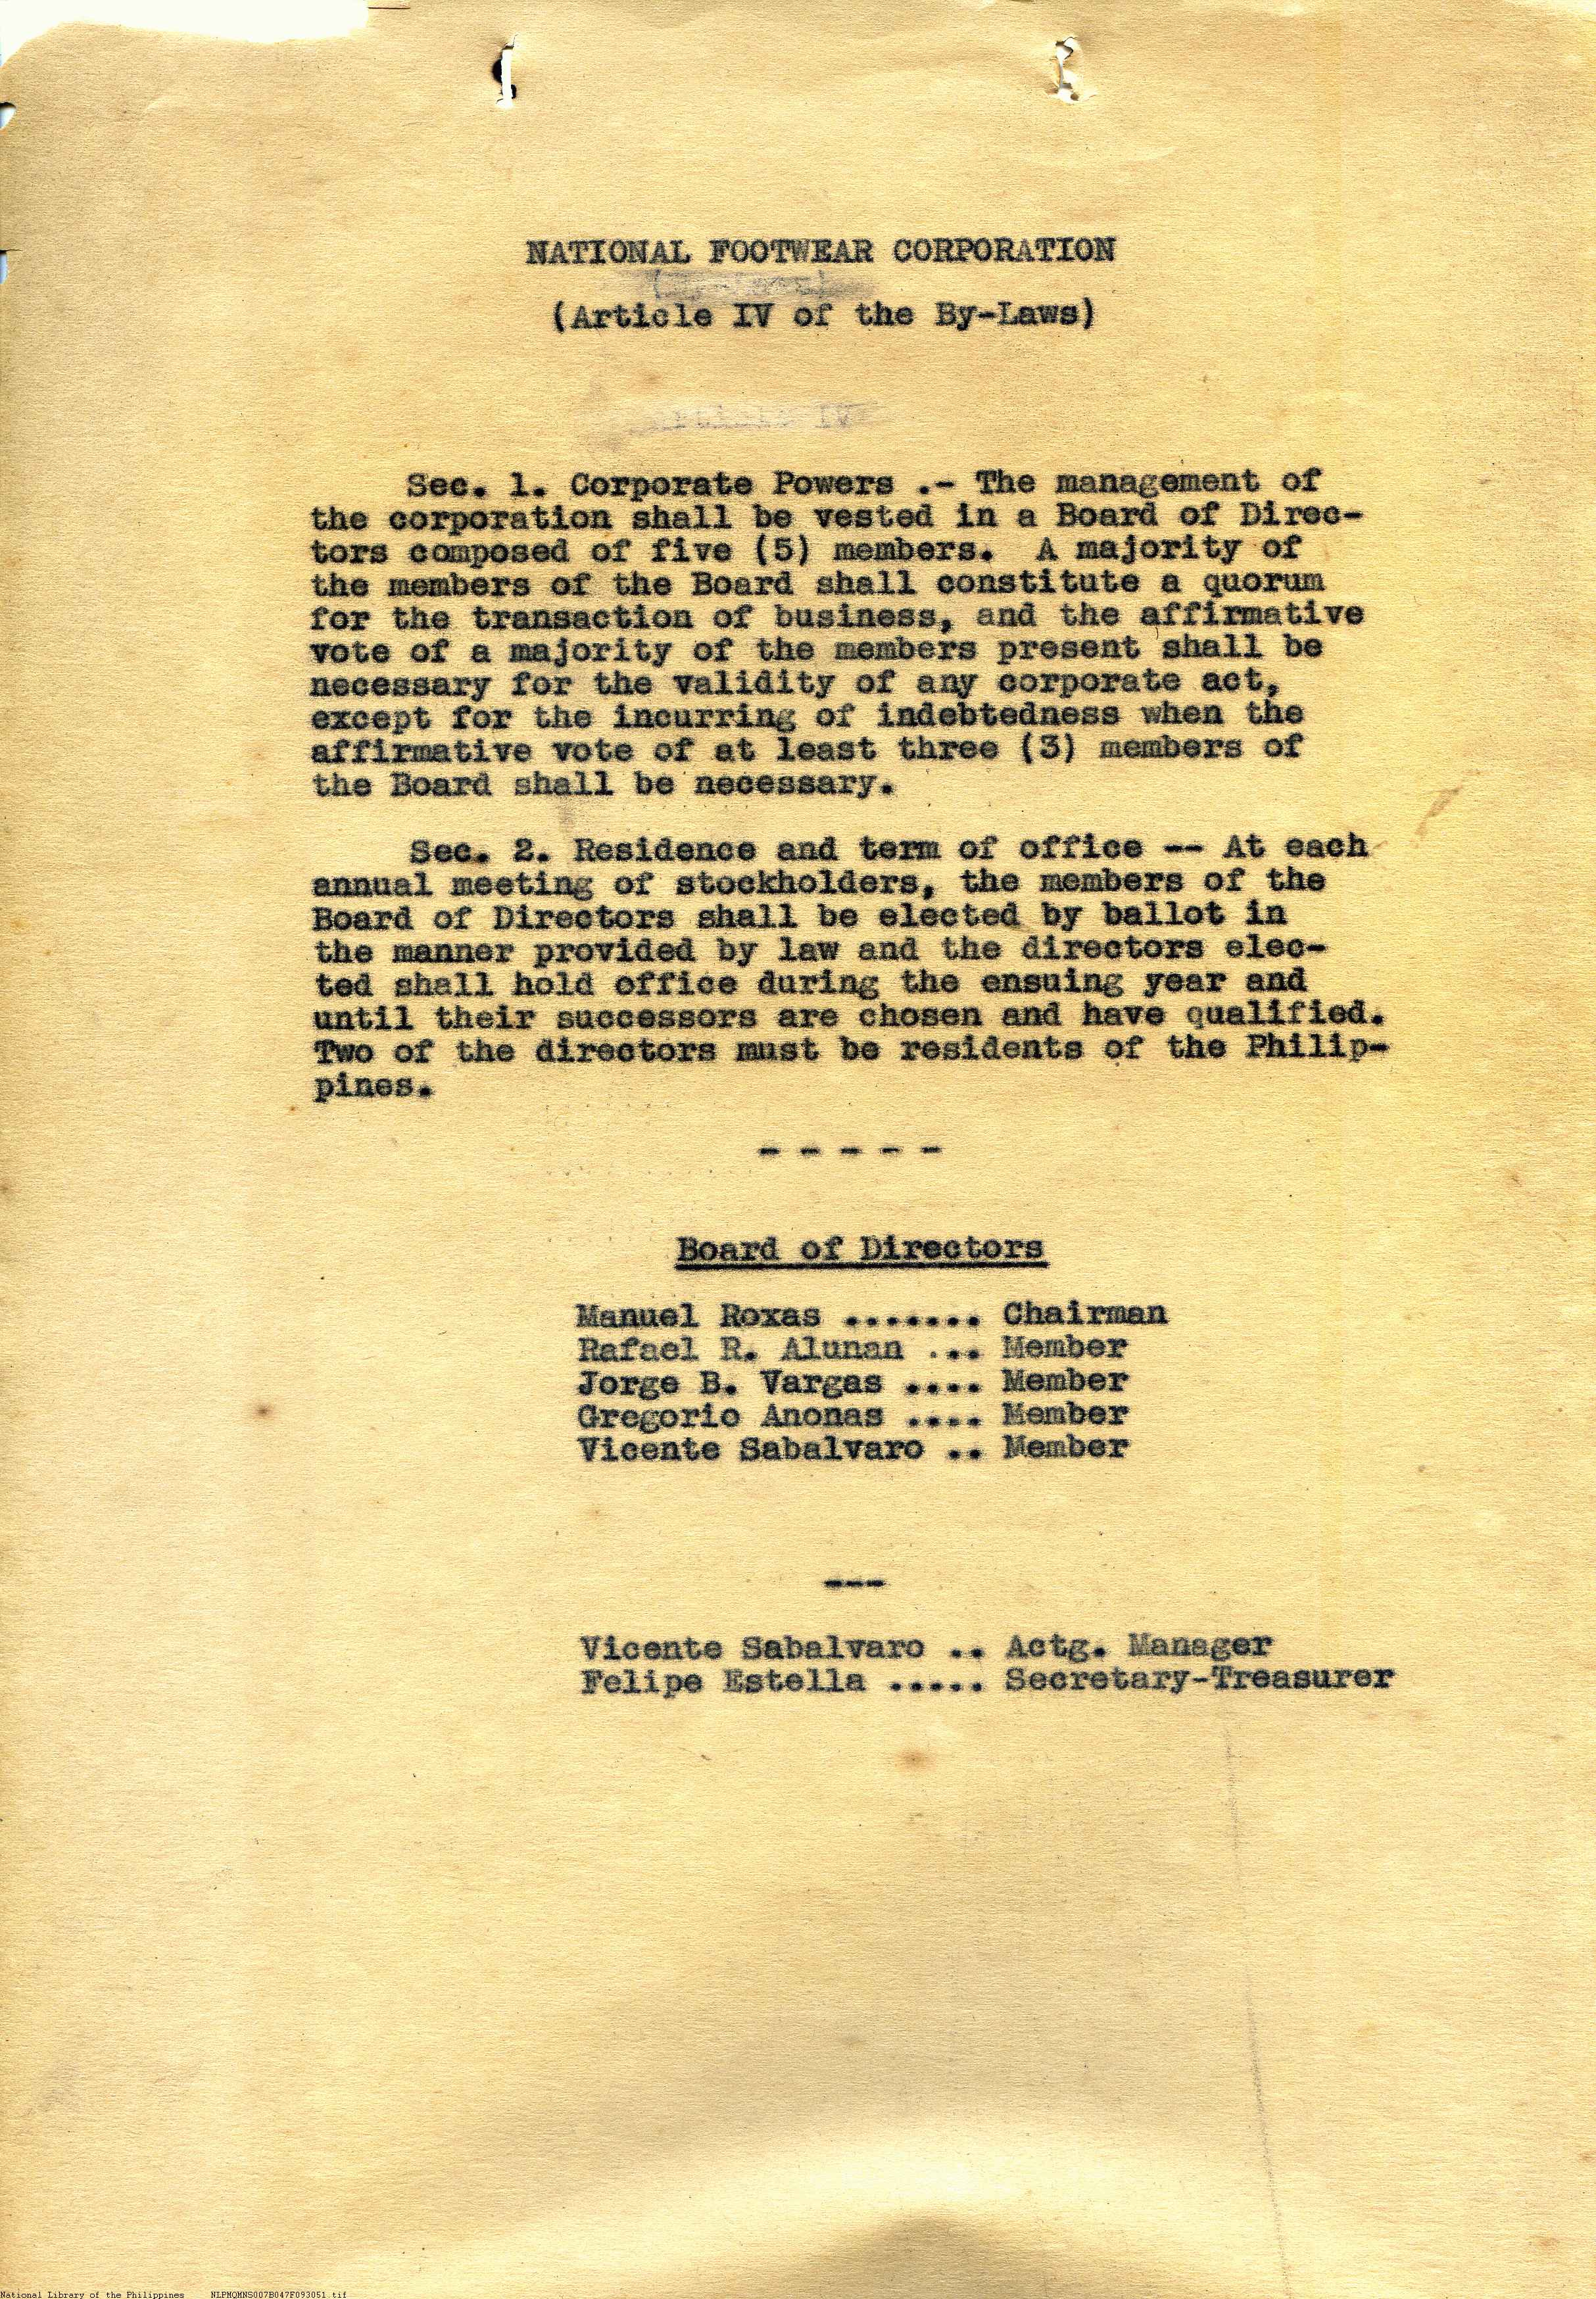 NATIONAL FOOTWEAR CORPORATION
(Article IV of the By-Laws)
Sec. 1. Corporate Powers .- The management of
the corporation shall be vested in a Board of Direc-
tors composed of five (5) members. A majority of
the members of the Board shall constitute a quorum
for the transaction of business, and the affirmative
vote of a majority of the members present shall be
necessary for the validity of any corporate act,
except for the incurring of indebtedness when the
affirmative vote of at least three (3) members of
the Board shall be necessary.
Sec. 2. Residence and term of office -- At each
annual meeting of stockholders, the members of the
Board of Directors shall be elected by ballot in
the manner provided by law and the directors elec-
ted shall hold office during the ensuing year and
until their successors are chosen and have qualified.
Two of the directors must be residents of the Philip-
pines.
- - - - -
Board of Directors
Manuel Roxas ....... Chairman
Rafael R. Alunan ... Member
Jorge B. Vargas .... Member
Gregorio Anonas .... Member
Vicente Sabalvaro .. Member
---
Vicente Sabalvaro .. Actg. Manager
Felipe Estella ..... Secretary-Treasurer
National Library of the Philippines NLPMQMNS007B047F093051.tif